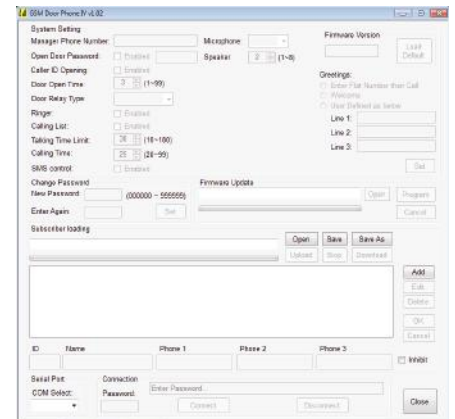 GSM Door Phone.IV v1.02
System Setting
Manager Phone Number:
Microphone:
Firmware Version
Open Door Password: Enabled
Speaker 2 (1~8)
Load Default
Caller ID Opening: Enabled
Door Open Time 3 (1~99)
Greetings:
Enter Flat Number then Call
Door Relay Type
Welcome
User Defined as below
Ringer: Enabled
Line 1:
Calling List: Enabled
Line 2:
Talking Time Limit: (10~180)
Line 3:
Calling Time: 25 (20~99)
SMS control: Enabled
Set
Change Password
Firmware Update
New Password: (000000 ~ 999999)
Open Program
Enter Again: Set
Cancel
Subscriber loading
Open Save Save As
Upload Stop Download
Add
Edit
Delete
OK
Cancel
ID Name Phone 1 Phone 2 Phone 3
Inhibit
Serial Port Connection
COM Select: Password: Enter Password...
Connect Disconnect Close